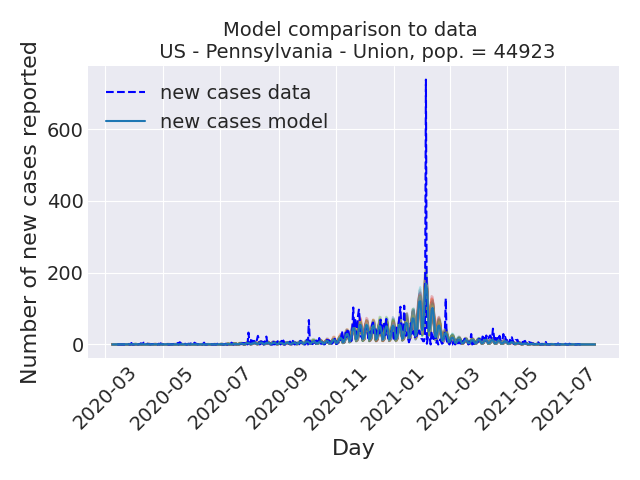 Model comparison to data
US - Pennsylvania - Union, pop. = 44923
new cases data
new cases model
Number of new cases reported
600
400
200
0
2020-03
2020-05
2020-07
2020-09
2020-11
2021-01
2021-03
2021-05
2021-07
Day